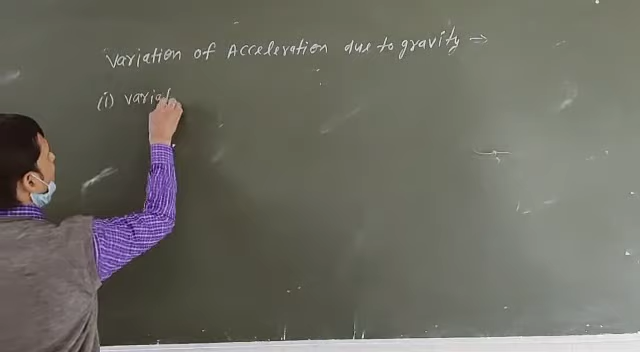 Variation of Acceleration due to gravity ⇒
(i) variat